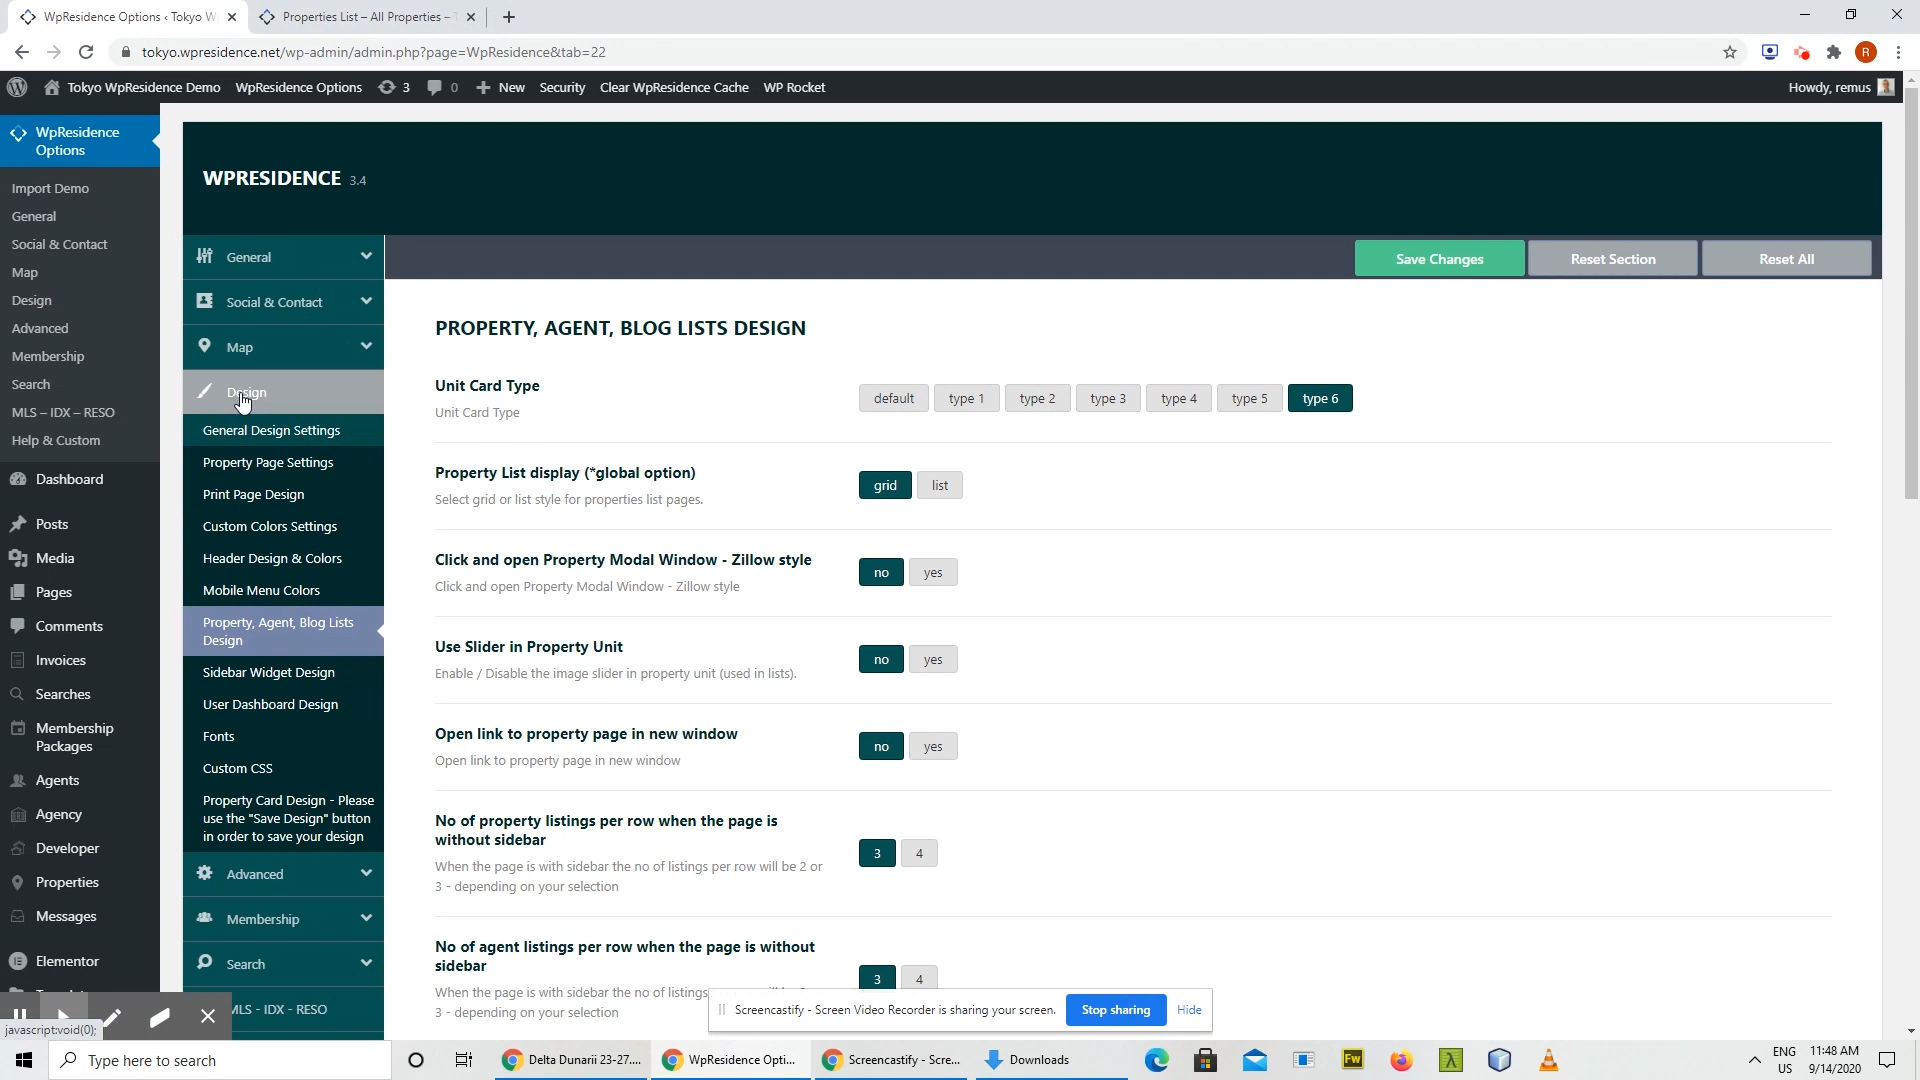 WpResidence Options ‹ Tokyo W
Properties List – All Properties –
tokyo.wpresidence.net/wp-admin/admin.php?page=WpResidence&tab=22
R
Tokyo WpResidence Demo
WpResidence Options
3
0
New
Security
Clear WpResidence Cache
WP Rocket
Howdy, remus
WpResidence
Options
Import Demo
General
Social & Contact
Map
Design
Advanced
Membership
Search
MLS – IDX – RESO
Help & Custom
Dashboard
Posts
Media
Pages
Comments
Invoices
Searches
Membership
Packages
Agents
Agency
Developer
Properties
Messages
Elementor
javascript:void(0);
WPRESIDENCE 3.4
General
Social & Contact
Map
Design
General Design Settings
Property Page Settings
Print Page Design
Custom Colors Settings
Header Design & Colors
Mobile Menu Colors
Property, Agent, Blog Lists
Design
Sidebar Widget Design
User Dashboard Design
Fonts
Custom CSS
Property Card Design - Please
use the "Save Design" button
in order to save your design
Advanced
Membership
Search
MLS - IDX - RESO
Save Changes
Reset Section
Reset All
PROPERTY, AGENT, BLOG LISTS DESIGN
Unit Card Type
Unit Card Type
default
type 1
type 2
type 3
type 4
type 5
type 6
Property List display (*global option)
Select grid or list style for properties list pages.
grid
list
Click and open Property Modal Window - Zillow style
Click and open Property Modal Window - Zillow style
no
yes
Use Slider in Property Unit
Enable / Disable the image slider in property unit (used in lists).
no
yes
Open link to property page in new window
Open link to property page in new window
no
yes
No of property listings per row when the page is
without sidebar
When the page is with sidebar the no of listings per row will be 2 or
3 - depending on your selection
3
4
No of agent listings per row when the page is without
sidebar
When the page is with sidebar the no of listings
3 - depending on your selection
3
4
Screencastify - Screen Video Recorder is sharing your screen.
Stop sharing
Hide
Type here to search
Delta Dunarii 23-27....
WpResidence Opti...
Screencastify - Scre...
Downloads
Fw
ENG
US
11:48 AM
9/14/2020